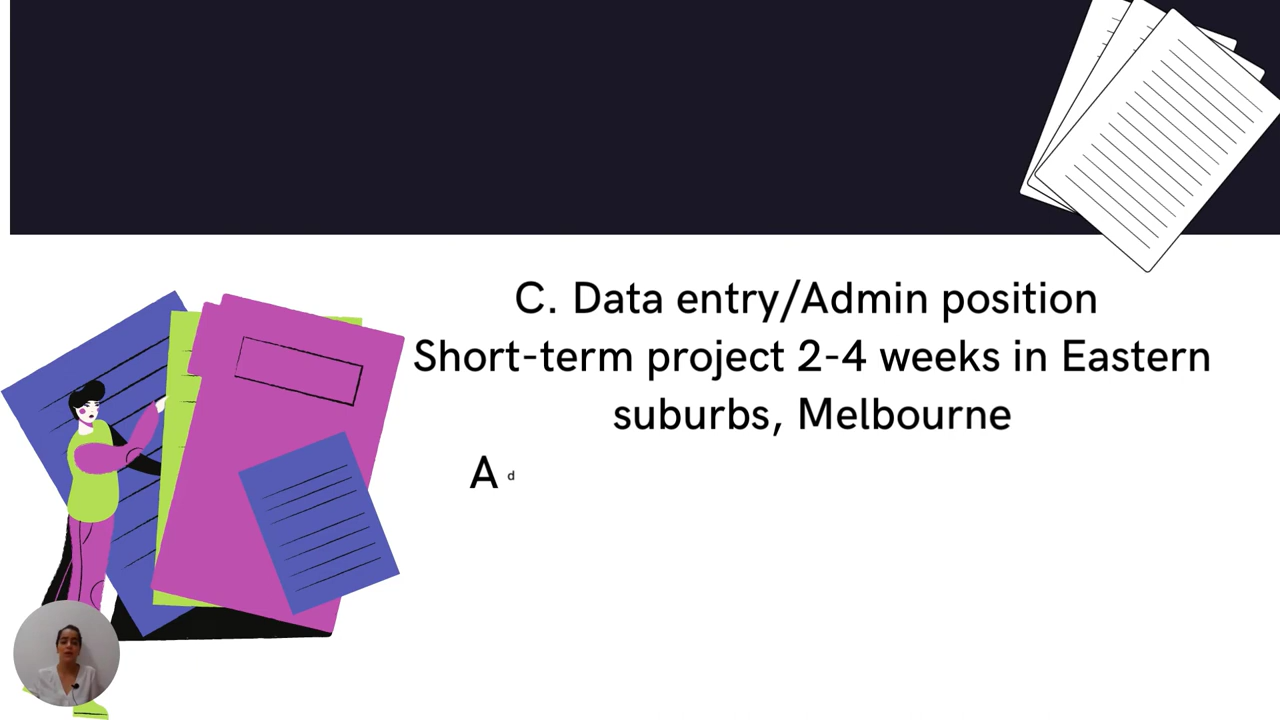 C. Data entry/Admin position
Short-term project 2-4 weeks in Eastern
suburbs, Melbourne
A d